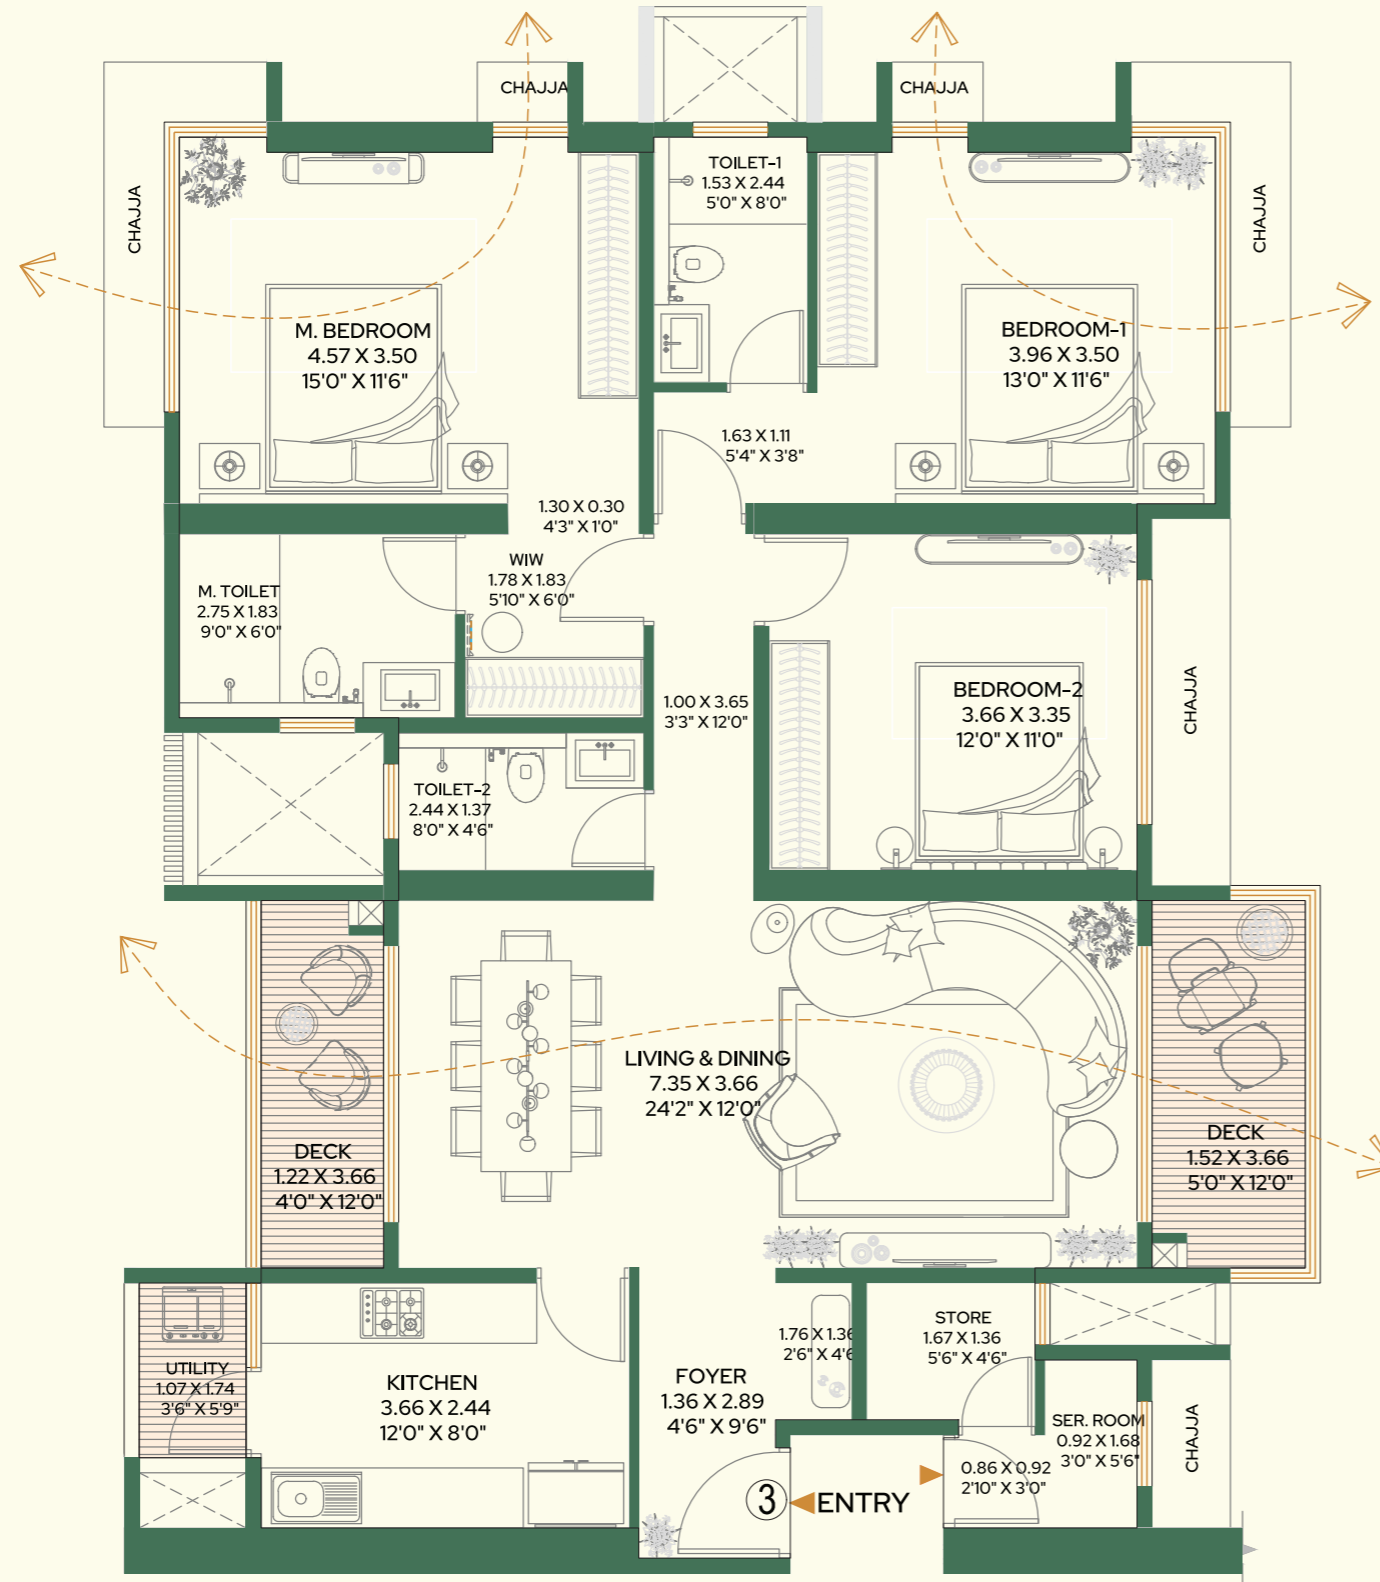 CHAJJA
CHAJJA
CHAJJA
CHAJJA
TOILET-1
1.53 X 2.44
5'0" X 8'0"
M. BEDROOM
4.57 X 3.50
15'0" X 11'6"
BEDROOM-1
3.96 X 3.50
13'0" X 11'6"
1.63 X 1.11
5'4" X 3'8"
1.30 X 0.30
4'3" X 1'0"
WIW
1.78 X 1.83
5'10" X 6'0"
M. TOILET
2.75 X 1.83
9'0" X 6'0"
1.00 X 3.65
3'3" X 12'0"
BEDROOM-2
3.66 X 3.35
12'0" X 11'0"
CHAJJA
TOILET-2
2.44 X 1.37
8'0" X 4'6"
LIVING & DINING
7.35 X 3.66
24'2" X 12'0"
DECK
1.22 X 3.66
4'0" X 12'0"
DECK
1.52 X 3.66
5'0" X 12'0"
1.76 X 1.36
2'6" X 4'6
STORE
1.67 X 1.36
5'6" X 4'6"
UTILITY
1.07 X 1.74
3'6" X 5'9"
KITCHEN
3.66 X 2.44
12'0" X 8'0"
FOYER
1.36 X 2.89
4'6" X 9'6"
SER. ROOM
0.92 X 1.68
3'0" X 5'6"
CHAJJA
0.86 X 0.92
2'10" X 3'0"
3
ENTRY